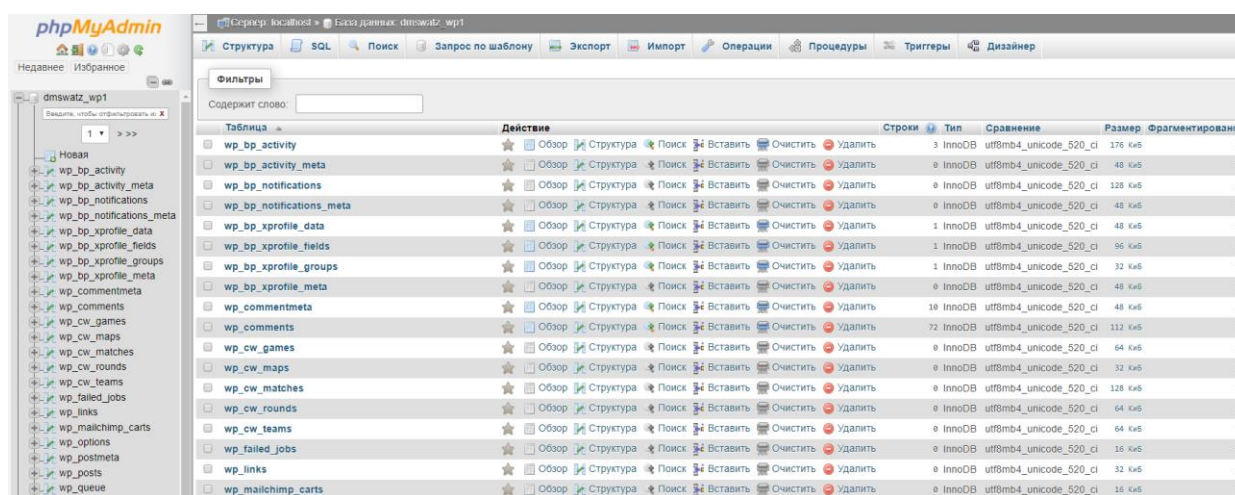 phpMyAdmin
Недавнее Избранное
dmswatz_wp1
Введите, чтобы отфильтровать X
1 > >>
Новая
wp_bp_activity
wp_bp_activity_meta
wp_bp_notifications
wp_bp_notifications_meta
wp_bp_xprofile_data
wp_bp_xprofile_fields
wp_bp_xprofile_groups
wp_bp_xprofile_meta
wp_commentmeta
wp_comments
wp_cw_games
wp_cw_maps
wp_cw_matches
wp_cw_rounds
wp_cw_teams
wp_failed_jobs
wp_links
wp_mailchimp_carts
wp_options
wp_postmeta
wp_posts
wp_queue
Сервер: localhost » База данных: dmswatz_wp1
Структура SQL Поиск Запрос по шаблону Экспорт Импорт Операции Процедуры Триггеры Дизайнер
Фильтры
Содержит слово:
Таблица Действие Строки Тип Сравнение Размер Фрагментирован
wp_bp_activity Обзор Структура Поиск Вставить Очистить Удалить 3 InnoDB utf8mb4_unicode_520_ci 176 КиБ
wp_bp_activity_meta Обзор Структура Поиск Вставить Очистить Удалить 0 InnoDB utf8mb4_unicode_520_ci 48 КиБ
wp_bp_notifications Обзор Структура Поиск Вставить Очистить Удалить 0 InnoDB utf8mb4_unicode_520_ci 128 КиБ
wp_bp_notifications_meta Обзор Структура Поиск Вставить Очистить Удалить 0 InnoDB utf8mb4_unicode_520_ci 48 КиБ
wp_bp_xprofile_data Обзор Структура Поиск Вставить Очистить Удалить 1 InnoDB utf8mb4_unicode_520_ci 48 КиБ
wp_bp_xprofile_fields Обзор Структура Поиск Вставить Очистить Удалить 1 InnoDB utf8mb4_unicode_520_ci 96 КиБ
wp_bp_xprofile_groups Обзор Структура Поиск Вставить Очистить Удалить 1 InnoDB utf8mb4_unicode_520_ci 32 КиБ
wp_bp_xprofile_meta Обзор Структура Поиск Вставить Очистить Удалить 0 InnoDB utf8mb4_unicode_520_ci 48 КиБ
wp_commentmeta Обзор Структура Поиск Вставить Очистить Удалить 10 InnoDB utf8mb4_unicode_520_ci 48 КиБ
wp_comments Обзор Структура Поиск Вставить Очистить Удалить 72 InnoDB utf8mb4_unicode_520_ci 112 КиБ
wp_cw_games Обзор Структура Поиск Вставить Очистить Удалить 0 InnoDB utf8mb4_unicode_520_ci 64 КиБ
wp_cw_maps Обзор Структура Поиск Вставить Очистить Удалить 0 InnoDB utf8mb4_unicode_520_ci 32 КиБ
wp_cw_matches Обзор Структура Поиск Вставить Очистить Удалить 0 InnoDB utf8mb4_unicode_520_ci 128 КиБ
wp_cw_rounds Обзор Структура Поиск Вставить Очистить Удалить 0 InnoDB utf8mb4_unicode_520_ci 64 КиБ
wp_cw_teams Обзор Структура Поиск Вставить Очистить Удалить 0 InnoDB utf8mb4_unicode_520_ci 64 КиБ
wp_failed_jobs Обзор Структура Поиск Вставить Очистить Удалить 0 InnoDB utf8mb4_unicode_520_ci 16 КиБ
wp_links Обзор Структура Поиск Вставить Очистить Удалить 0 InnoDB utf8mb4_unicode_520_ci 32 КиБ
wp_mailchimp_carts Обзор Структура Поиск Вставить Очистить Удалить 0 InnoDB utf8mb4_unicode_520_ci 16 КиБ